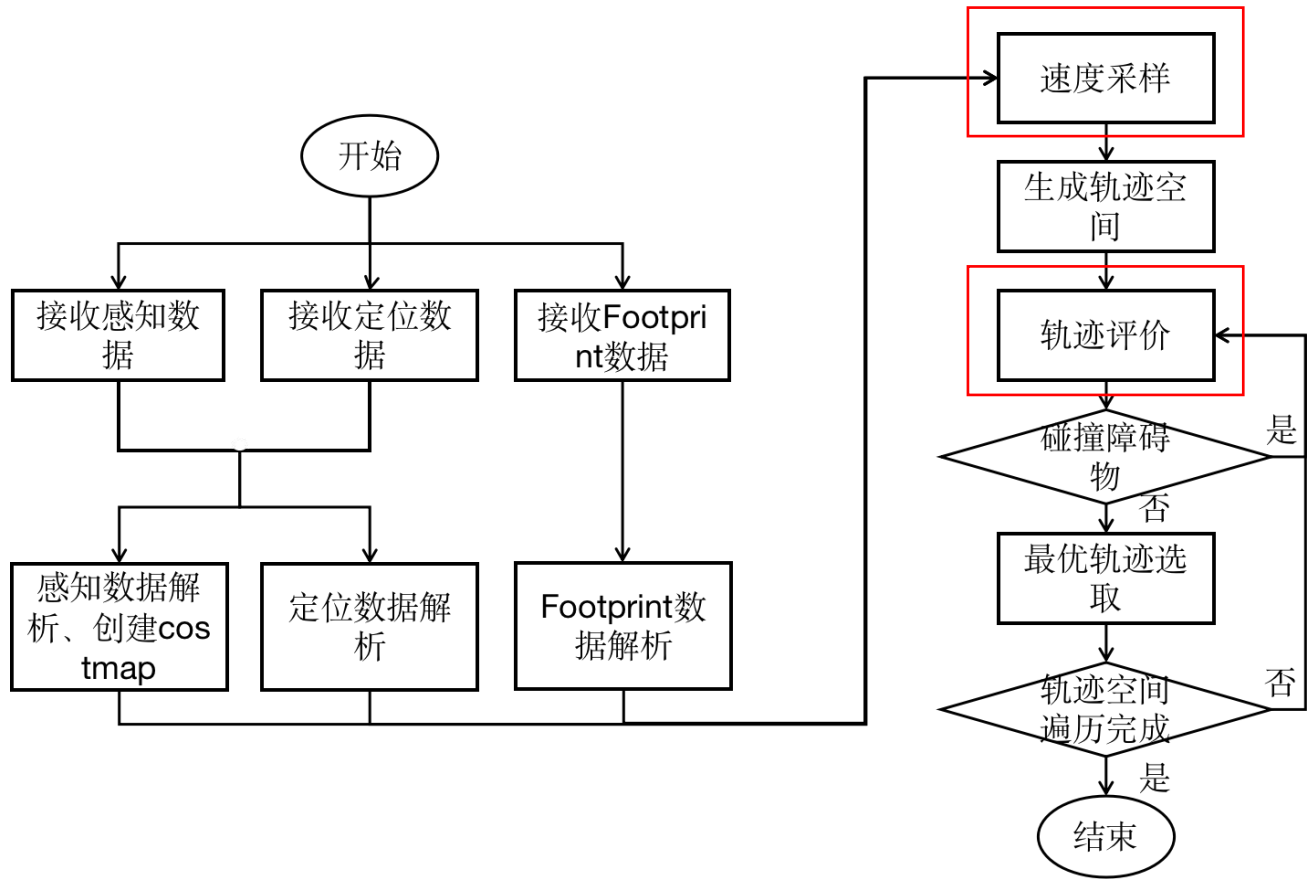 开始
接收感知数
据
接收定位数
据
接收Footpri
nt数据
感知数据解
析、创建cos
tmap
定位数据解
析
Footprint数
据解析
速度采样
生成轨迹空
间
轨迹评价
碰撞障碍
物
是
否
最优轨迹选
取
轨迹空间
遍历完成
否
是
结束